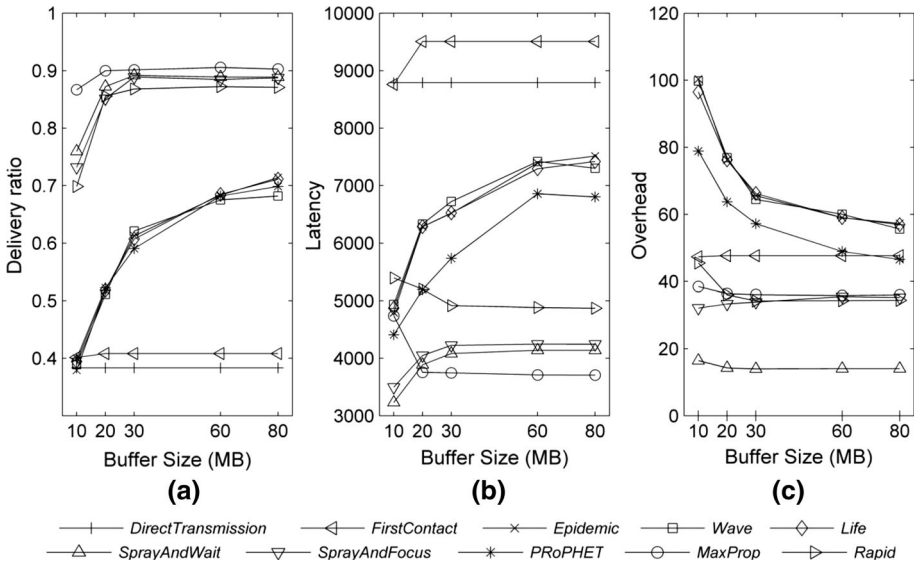 1
0.9
0.8
0.7
0.6
0.5
0.4
Delivery ratio
10 20 30 60 80
Buffer Size (MB)
(a)
10000
9000
8000
7000
6000
5000
4000
3000
Latency
10 20 30 60 80
Buffer Size (MB)
(b)
120
100
80
60
40
20
0
Overhead
10 20 30 60 80
Buffer Size (MB)
(c)
DirectTransmission FirstContact Epidemic Wave Life
SprayAndWait SprayAndFocus PRoPHET MaxProp Rapid